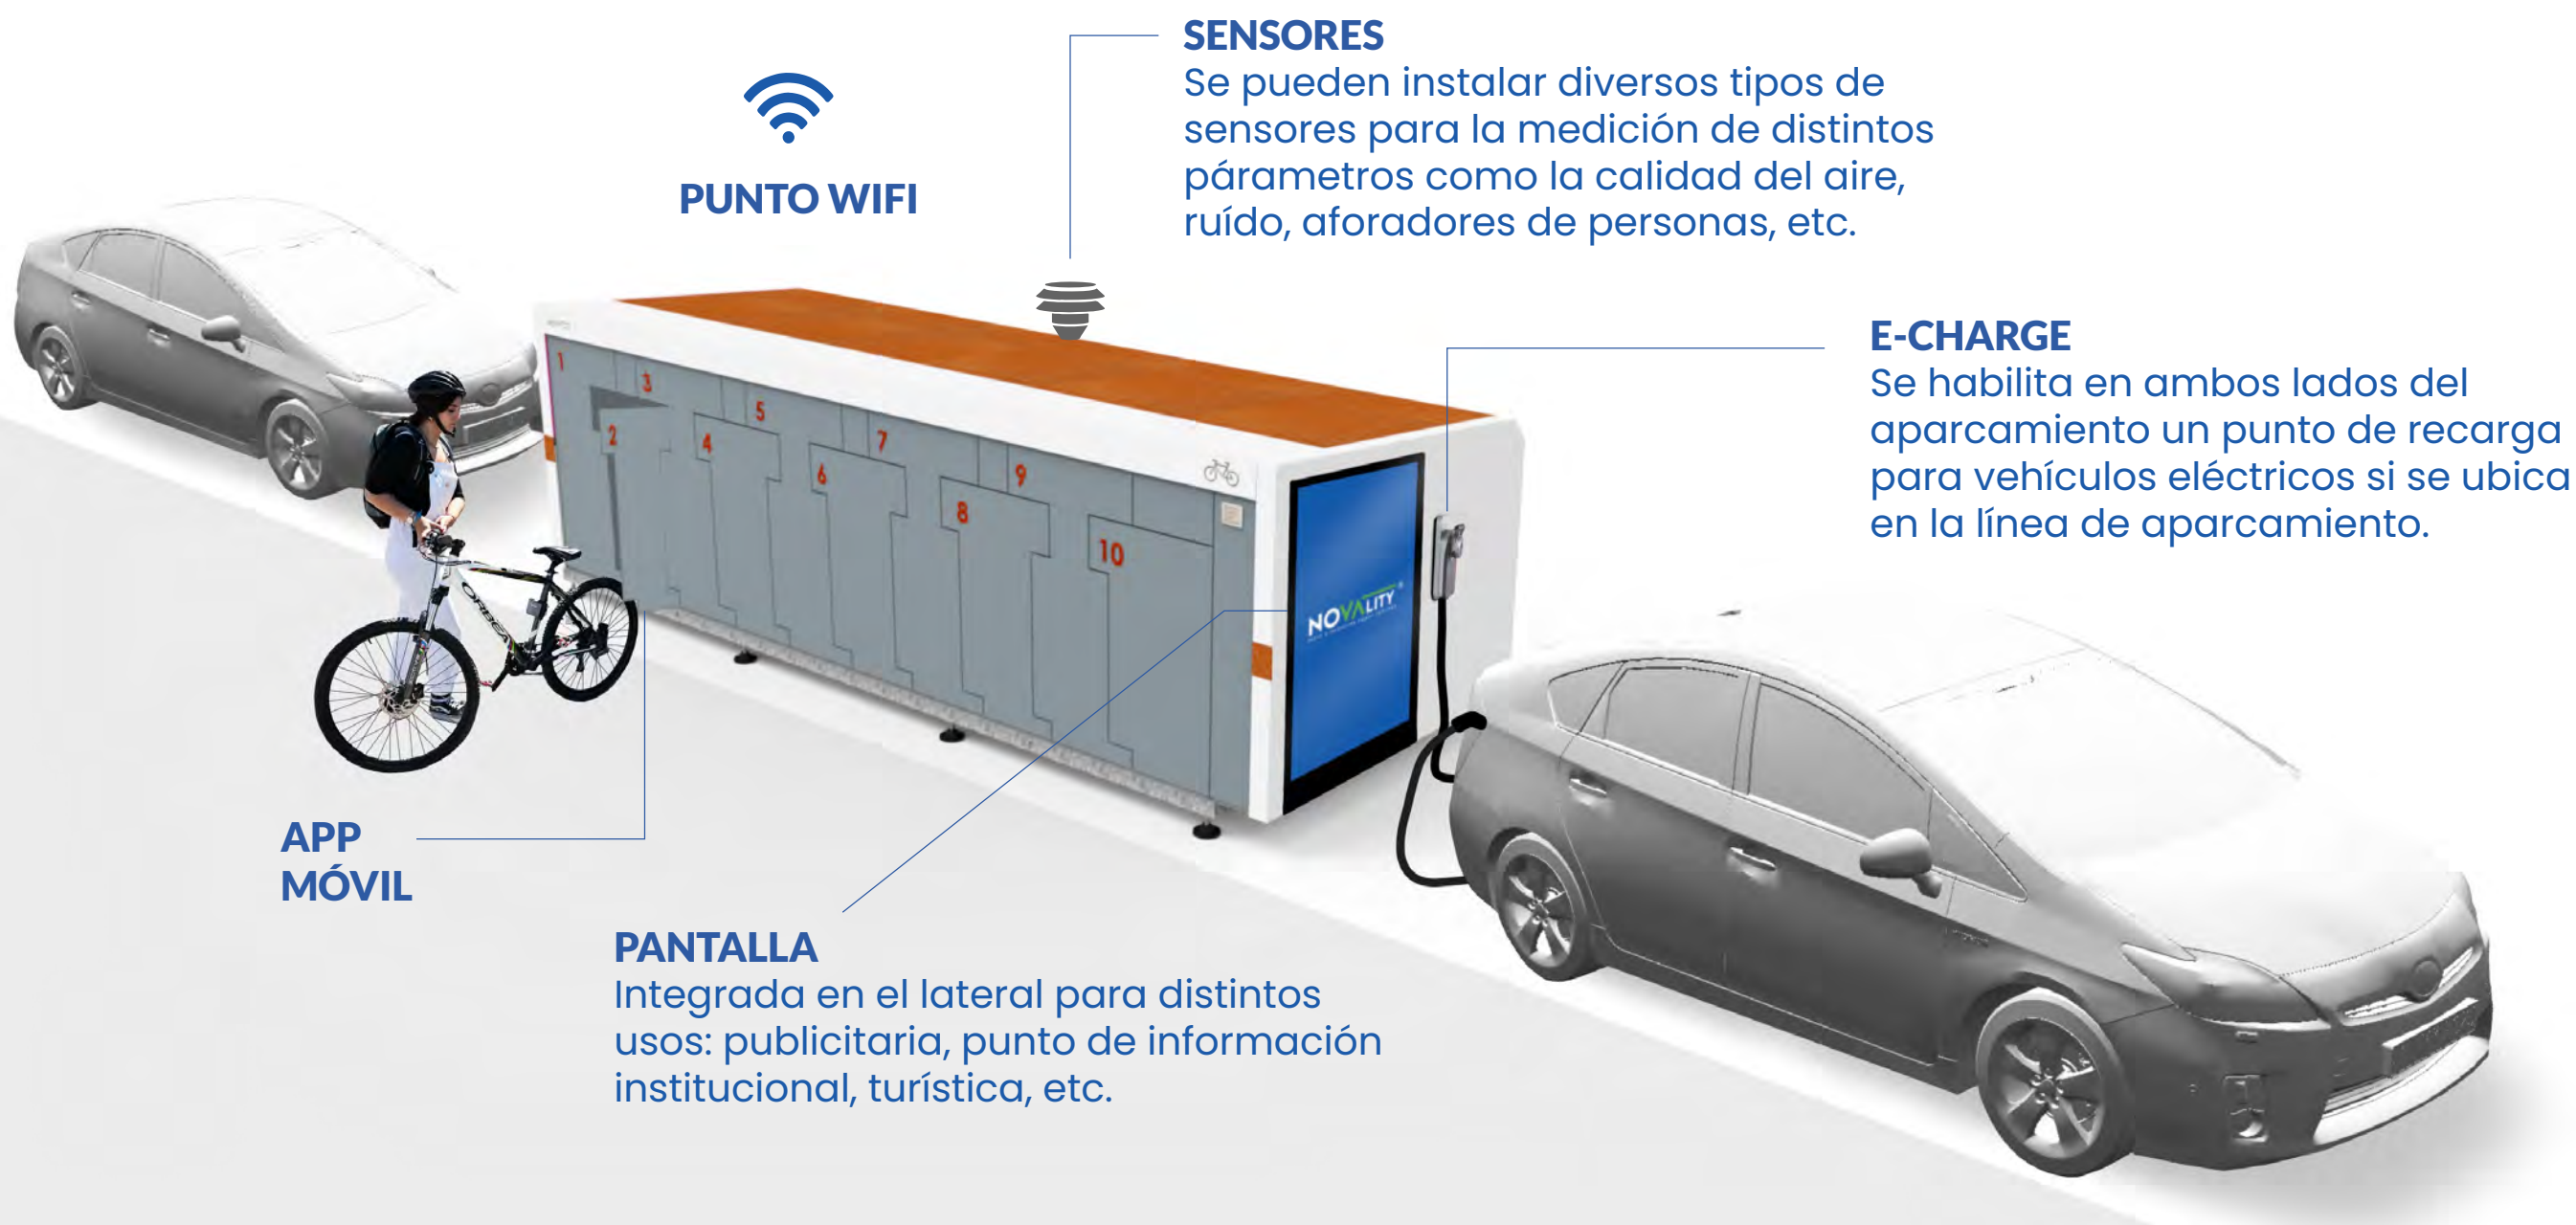 SENSORES
Se pueden instalar diversos tipos de
sensores para la medición de distintos
párametros como la calidad del aire,
ruído, aforadores de personas, etc.
PUNTO WIFI
E-CHARGE
Se habilita en ambos lados del
aparcamiento un punto de recarga
para vehículos eléctricos si se ubica
en la línea de aparcamiento.
1
2
3
4
5
6
7
8
9
10
NOVALITY
ORBEA
APP
MÓVIL
PANTALLA
Integrada en el lateral para distintos
usos: publicitaria, punto de información
institucional, turística, etc.